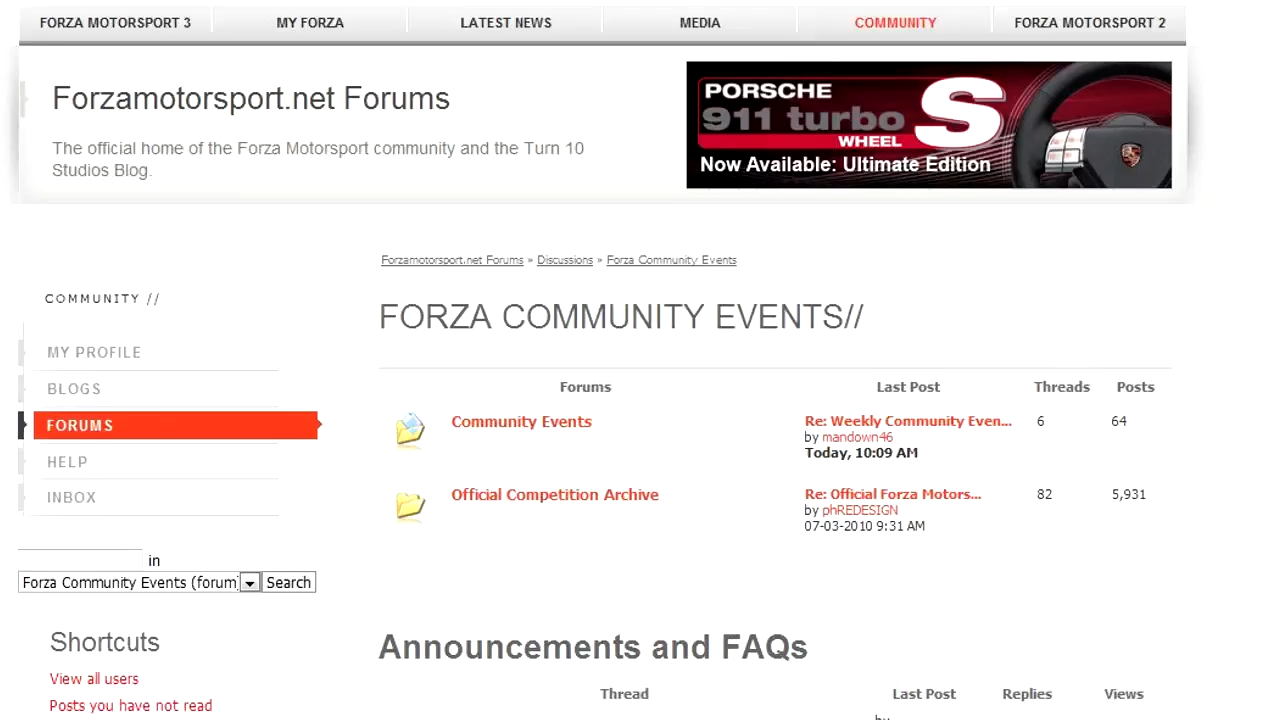 FORZA MOTORSPORT 3
MY FORZA
LATEST NEWS
MEDIA
COMMUNITY
FORZA MOTORSPORT 2
Forzamotorsport.net Forums
The official home of the Forza Motorsport community and the Turn 10
Studios Blog.
PORSCHE
911 turbo S
WHEEL
Now Available: Ultimate Edition
Forzamotorsport.net Forums » Discussions » Forza Community Events
COMMUNITY //
MY PROFILE
BLOGS
FORUMS
HELP
INBOX
in
Forza Community Events (forum)
Search
Shortcuts
View all users
Posts you have not read
FORZA COMMUNITY EVENTS//
Forums Last Post Threads Posts
Community Events
Re: Weekly Community Even...
by mandown46
Today, 10:09 AM
6
64
Official Competition Archive
Re: Official Forza Motors...
by phREDESIGN
07-03-2010 9:31 AM
82
5,931
Announcements and FAQs
Thread Last Post Replies Views
by